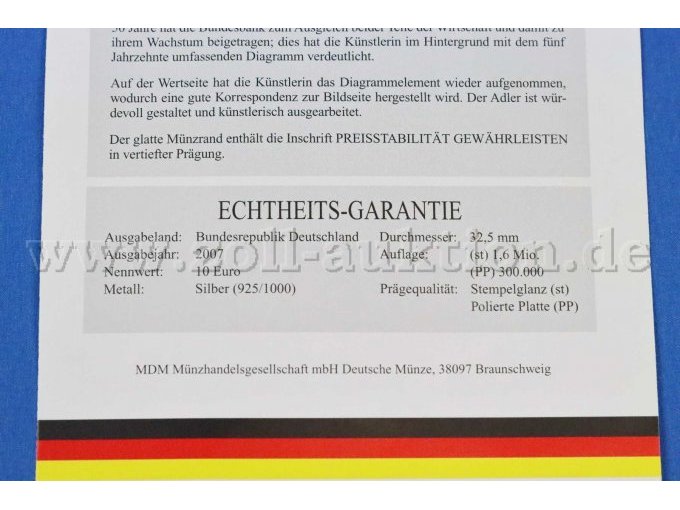 50 Jahre hat die Bundesbank zum Ausgleich beider Teile der Wirtschaft und damit zu
ihrem Wachstum beigetragen; dies hat die Künstlerin im Hintergrund mit dem fünf
Jahrzehnte umfassenden Diagramm verdeutlicht.
Auf der Wertseite hat die Künstlerin das Diagrammelement wieder aufgenommen,
wodurch eine gute Korrespondenz zur Bildseite hergestellt wird. Der Adler ist wür-
devoll gestaltet und künstlerisch ausgearbeitet.
Der glatte Münzrand enthält die Inschrift PREISSTABILITÄT GEWÄHRLEISTEN
in vertiefter Prägung.
ECHTHEITS-GARANTIE
Ausgabeland: Bundesrepublik Deutschland Durchmesser: 32,5 mm
Ausgabejahr: 2007 Auflage: (st) 1,6 Mio.
www.zoll-auktion.de
Nennwert: 10 Euro (PP) 300.000
Metall: Silber (925/1000) Prägequalität: Stempelglanz (st)
Polierte Platte (PP)
MDM Münzhandelsgesellschaft mbH Deutsche Münze, 38097 Braunschweig
www.zoll-auktion.de